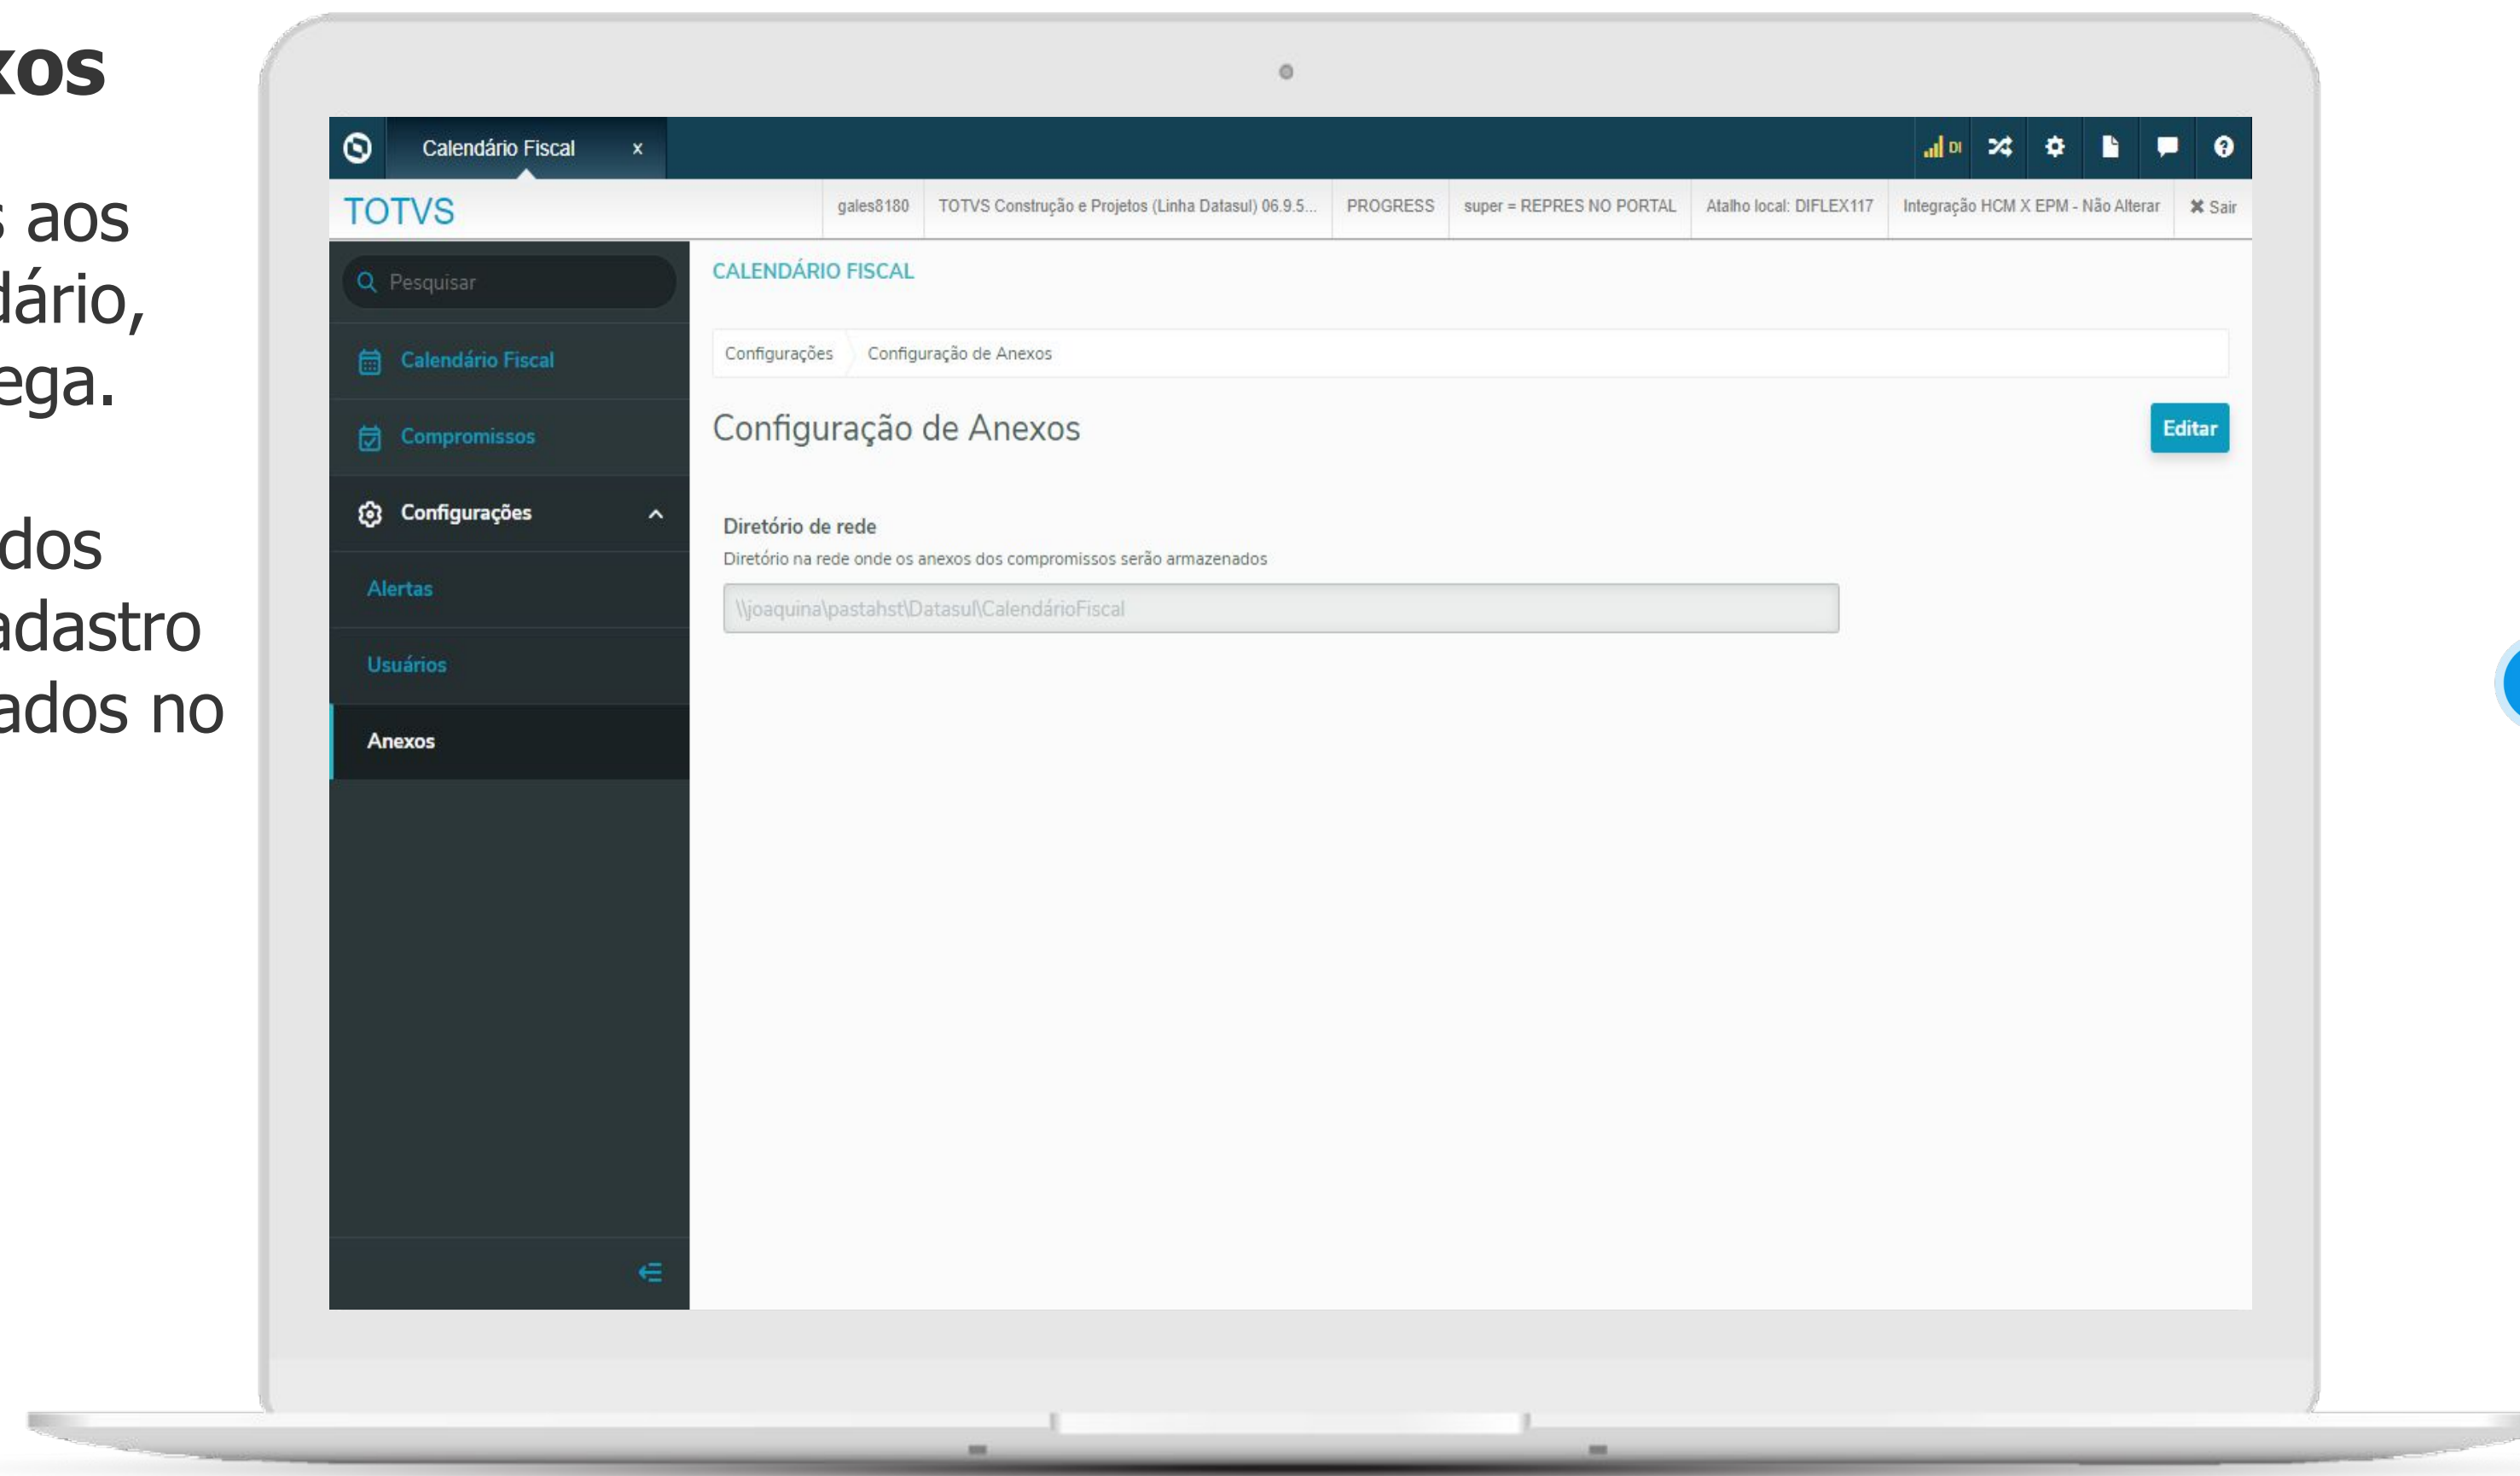 xos
s aos
dário,
ega.
dos
adastro
ados no
Calendário Fiscal x
DI
TOTVS
gales8180 TOTVS Construção e Projetos (Linha Datasul) 06.9.5... PROGRESS super = REPRES NO PORTAL Atalho local: DIFLEX117 Integração HCM X EPM - Não Alterar Sair
Pesquisar
Calendário Fiscal
Compromissos
Configurações
Alertas
Usuários
Anexos
CALENDÁRIO FISCAL
Configurações Configuração de Anexos
Configuração de Anexos
Editar
Diretório de rede
Diretório na rede onde os anexos dos compromissos serão armazenados
\\joaquina\pastahst\Datasul\CalendárioFiscal